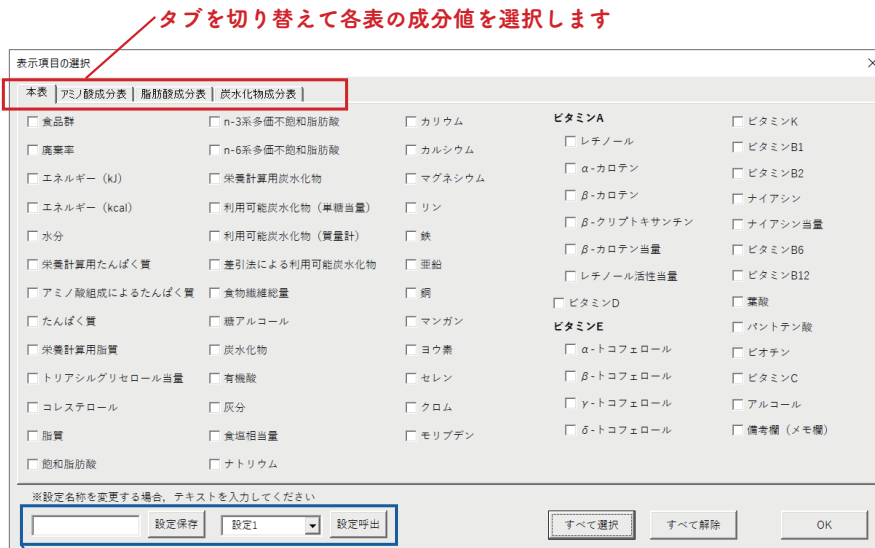 タブを切り替えて各表の成分値を選択します
表示項目の選択
本表 アミノ酸成分表 脂肪酸成分表 炭水化物成分表
食品群
廃棄率
エネルギー（kJ）
エネルギー（kcal）
水分
栄養計算用たんぱく質
アミノ酸組成によるたんぱく質
たんぱく質
栄養計算用脂質
トリアシルグリセロール当量
コレステロール
脂質
飽和脂肪酸
n-3系多価不飽和脂肪酸
n-6系多価不飽和脂肪酸
栄養計算用炭水化物
利用可能炭水化物（単糖当量）
利用可能炭水化物（質量計）
差引法による利用可能炭水化物
食物繊維総量
糖アルコール
炭水化物
有機酸
灰分
食塩相当量
ナトリウム
カリウム
カルシウム
マグネシウム
リン
鉄
亜鉛
銅
マンガン
ヨウ素
セレン
クロム
モリブデン
ビタミンA
レチノール
α-カロテン
β-カロテン
β-クリプトキサンチン
β-カロテン当量
レチノール活性当量
ビタミンD
ビタミンE
α-トコフェロール
β-トコフェロール
γ-トコフェロール
δ-トコフェロール
ビタミンK
ビタミンB1
ビタミンB2
ナイアシン
ナイアシン当量
ビタミンB6
ビタミンB12
葉酸
パントテン酸
ビオチン
ビタミンC
アルコール
備考欄（メモ欄）
※設定名称を変更する場合，テキストを入力してください
設定保存 設定1 設定呼出 すべて選択 すべて解除 OK